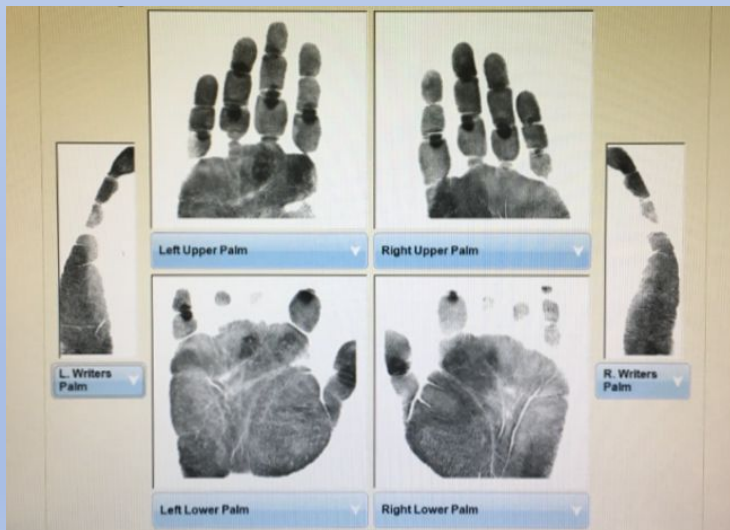 Left Upper Palm
Right Upper Palm
L. Writers
Palm
R. Writers
Palm
Left Lower Palm
Right Lower Palm